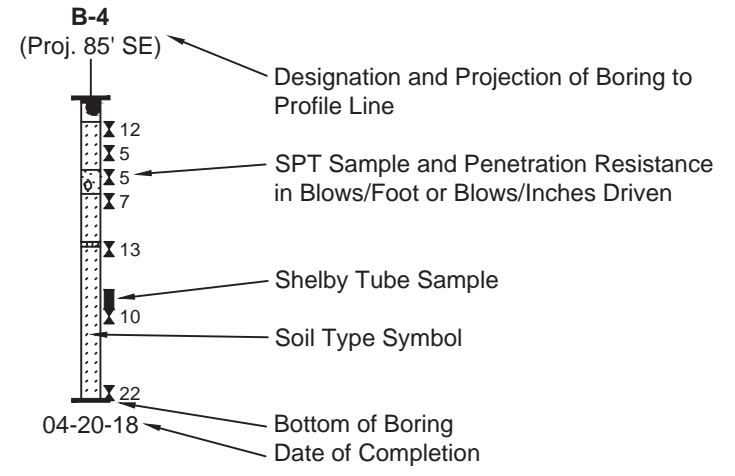 B-4
(Proj. 85' SE)
Designation and Projection of Boring to
Profile Line
12
5
5
7
SPT Sample and Penetration Resistance
in Blows/Foot or Blows/Inches Driven
13
Shelby Tube Sample
10
Soil Type Symbol
22
Bottom of Boring
04-20-18
Date of Completion